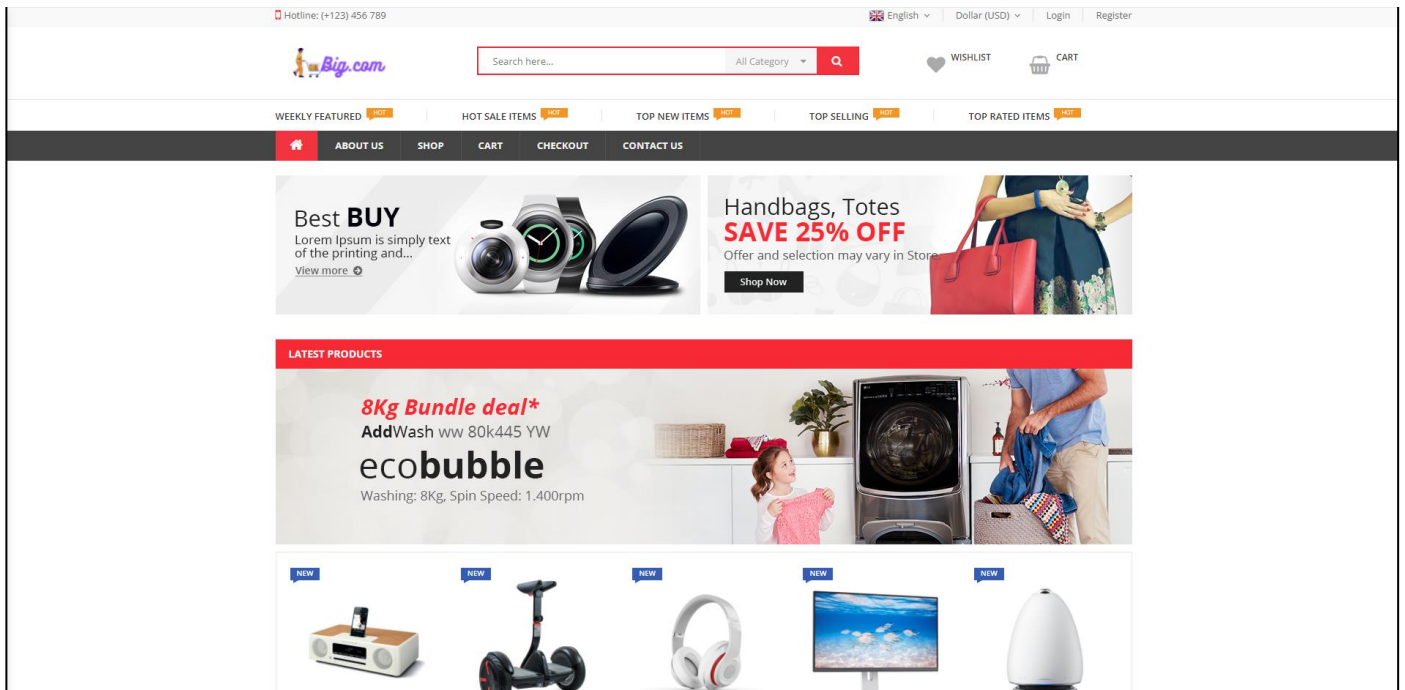 Hotline: (+123) 456 789
English
Dollar (USD)
Login
Register
Big.com
Search here...
All Category
WISHLIST
CART
WEEKLY FEATURED HOT
HOT SALE ITEMS HOT
TOP NEW ITEMS HOT
TOP SELLING HOT
TOP RATED ITEMS HOT
ABOUT US
SHOP
CART
CHECKOUT
CONTACT US
Best BUY
Lorem Ipsum is simply text
of the printing and...
View more
Handbags, Totes
SAVE 25% OFF
Offer and selection may vary in Store.
Shop Now
LATEST PRODUCTS
8Kg Bundle deal*
AddWash ww 80k445 YW
ecobubble
Washing: 8Kg, Spin Speed: 1.400rpm
NEW
NEW
NEW
NEW
NEW